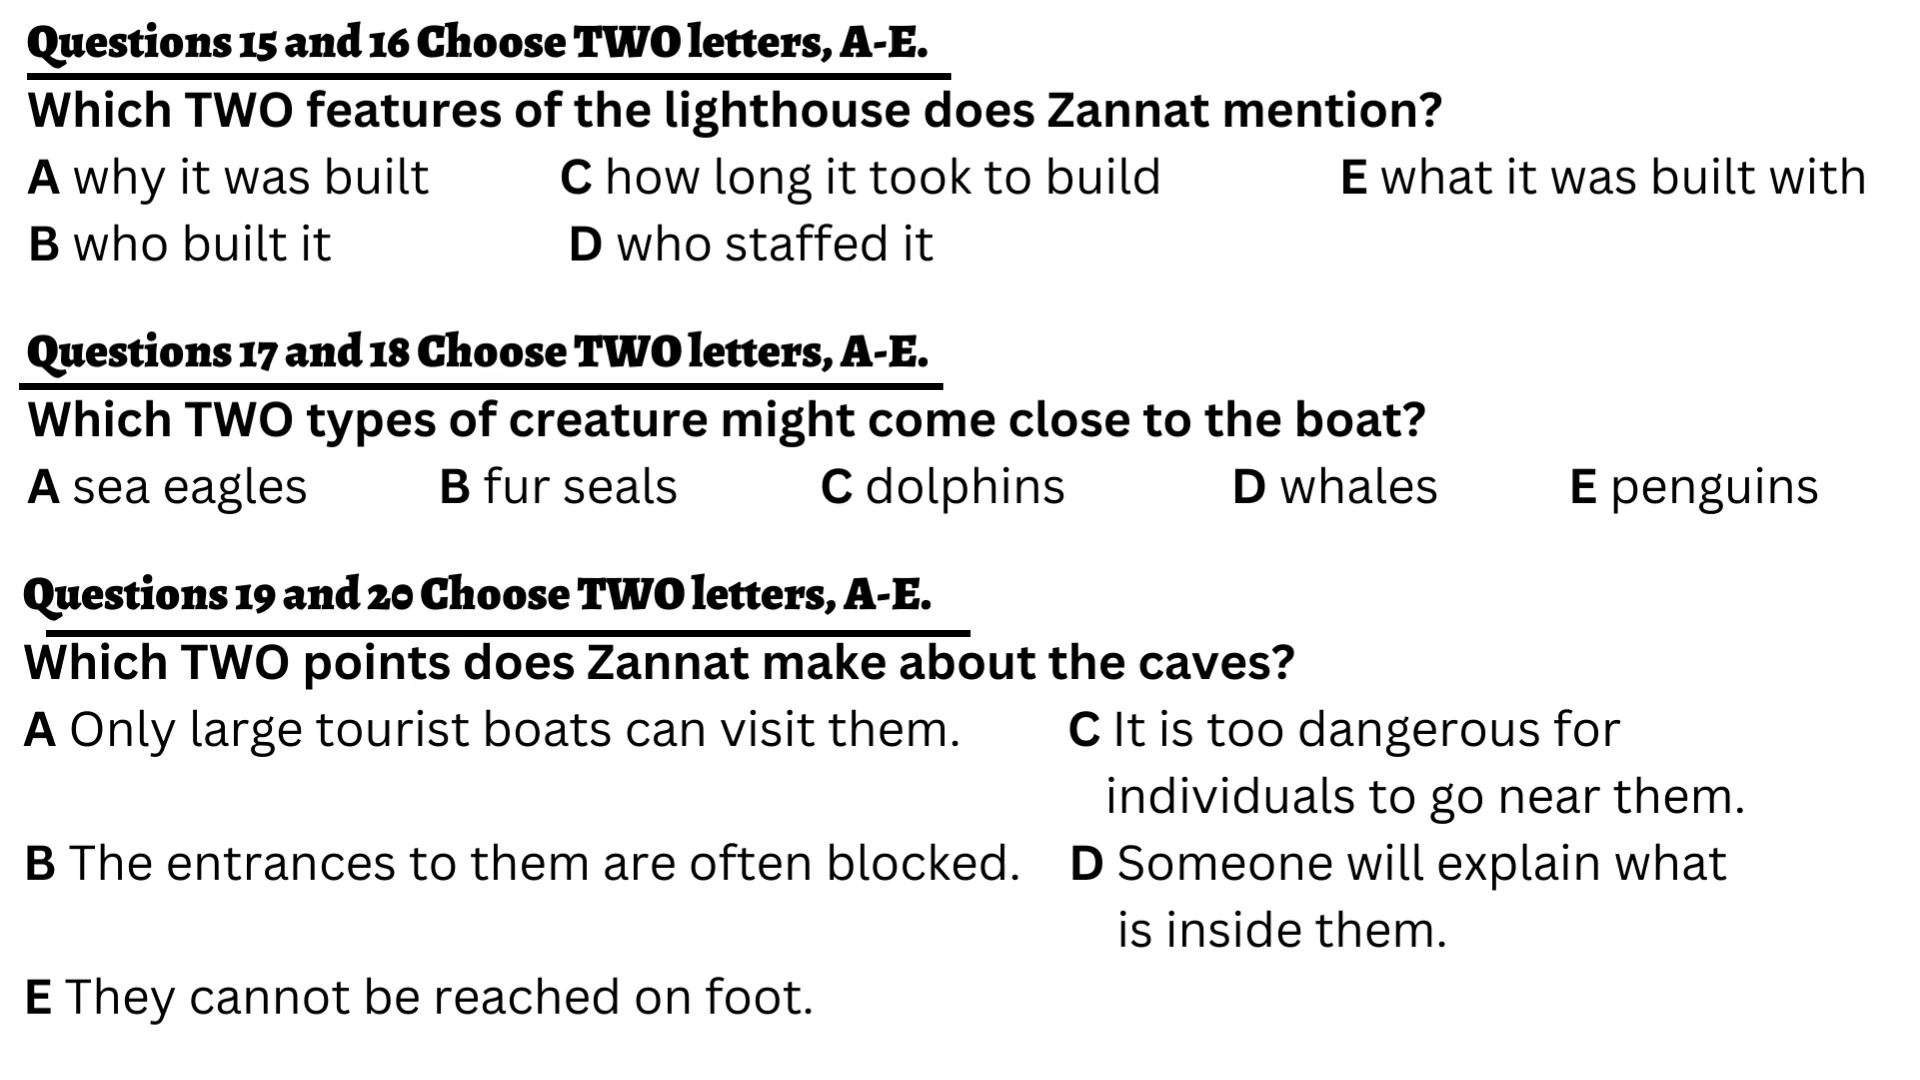 Questions 15 and 16 Choose TWO letters, A-E.
Which TWO features of the lighthouse does Zannat mention?
A why it was built C how long it took to build E what it was built with
B who built it D who staffed it
Questions 17 and 18 Choose TWO letters, A-E.
Which TWO types of creature might come close to the boat?
A sea eagles B fur seals C dolphins D whales E penguins
Questions 19 and 20 Choose TWO letters, A-E.
Which TWO points does Zannat make about the caves?
A Only large tourist boats can visit them. C It is too dangerous for
individuals to go near them.
B The entrances to them are often blocked. D Someone will explain what
is inside them.
E They cannot be reached on foot.